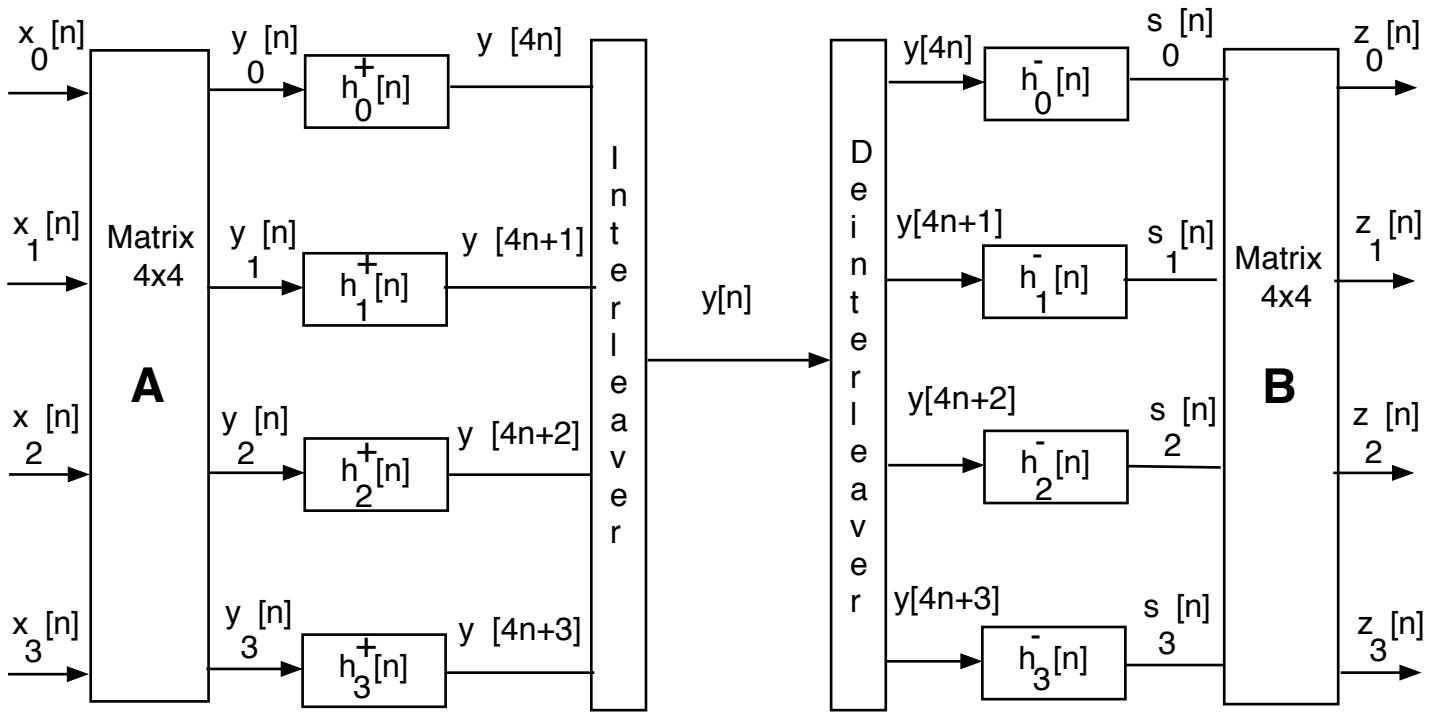 x0[n]
y0[n]
h0+[n]
y [4n]
y[4n]
h0-[n]
s0[n]
z0[n]
x1[n]
Matrix
4x4
A
y1[n]
h1+[n]
y [4n+1]
Interleaver
y[n]
Deinterleaver
y[4n+1]
h1-[n]
s1[n]
Matrix
4x4
B
z1[n]
x2[n]
y2[n]
h2+[n]
y [4n+2]
y[4n+2]
h2-[n]
s2[n]
z2[n]
x3[n]
y3[n]
h3+[n]
y [4n+3]
y[4n+3]
h3-[n]
s3[n]
z3[n]